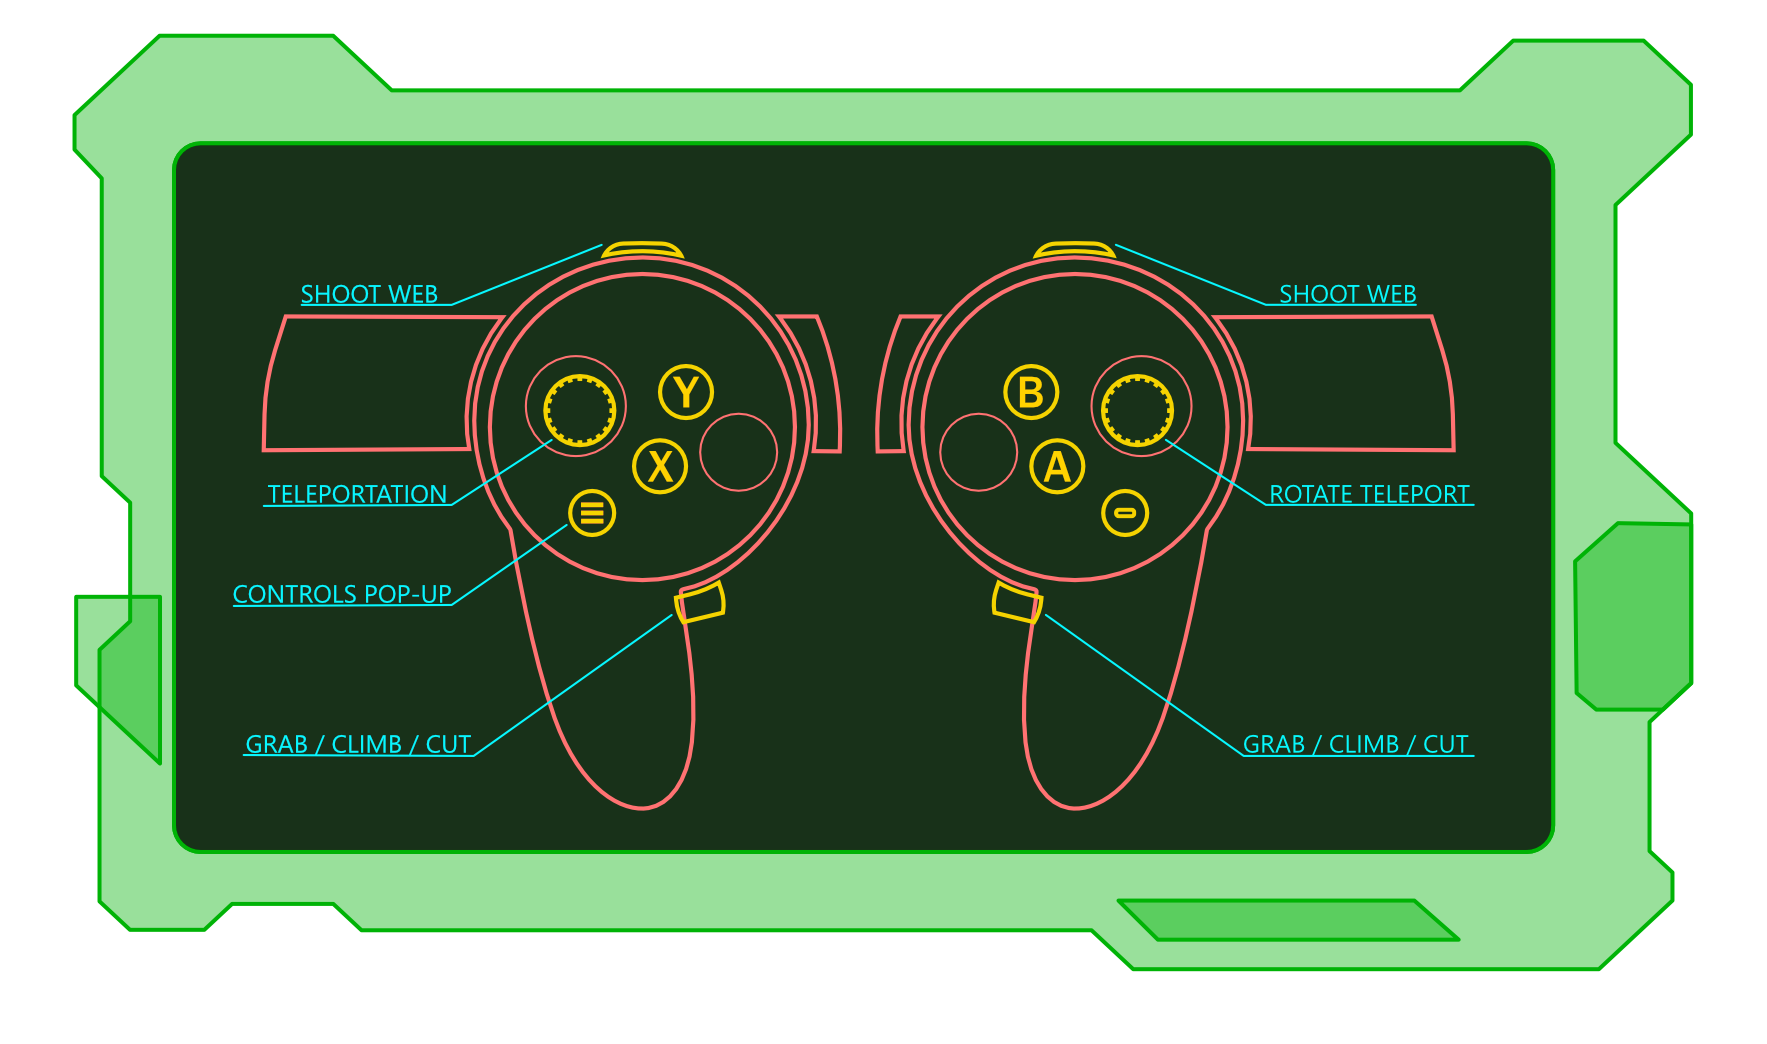 SHOOT WEB
SHOOT WEB
Y
B
X
A
TELEPORTATION
ROTATE TELEPORT
CONTROLS POP-UP
GRAB / CLIMB / CUT
GRAB / CLIMB / CUT